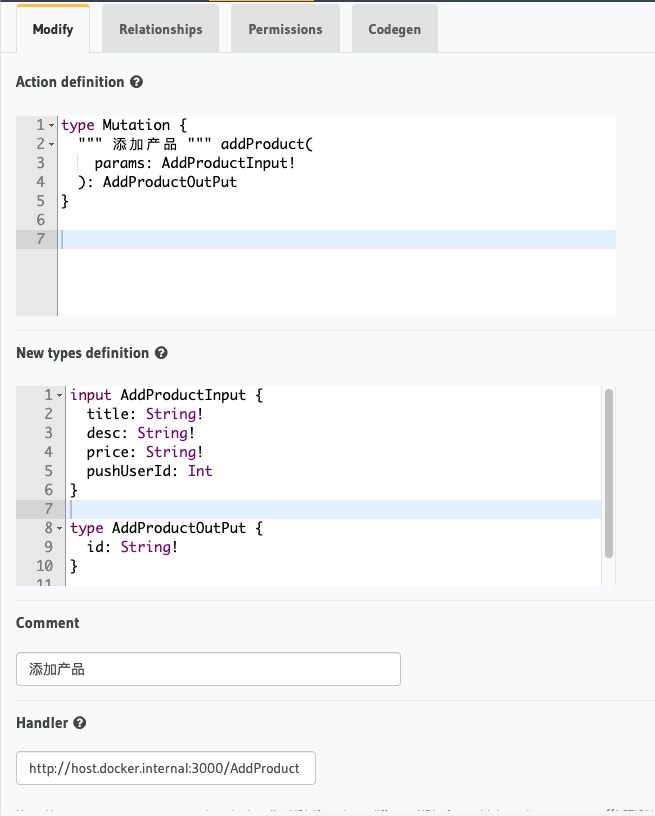 Modify Relationships Permissions Codegen
Action definition
1 type Mutation {
2 """ 添加产品 """ addProduct(
3 params: AddProductInput!
4 ): AddProductOutPut
5 }
6
7
New types definition
1 input AddProductInput {
2 title: String!
3 desc: String!
4 price: String!
5 pushUserId: Int
6 }
7
8 type AddProductOutPut {
9 id: String!
10 }
11
Comment
添加产品
Handler
http://host.docker.internal:3000/AddProduct